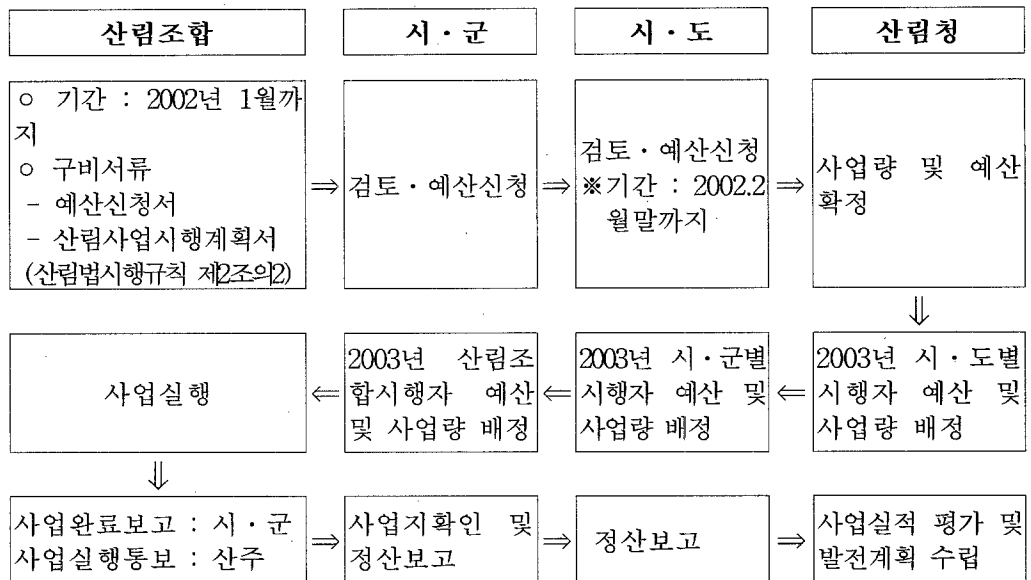 산림조합
시・군
시・도
산림청
○ 기간 : 2002년 1월까
지
○ 구비서류
- 예산신청서
- 산림사업시행계획서
(산림법시행규칙 제2조의2)
⇒
검토・예산신청
⇒
검토・예산신청
※기간 : 2002.2
월말까지
⇒
사업량 및 예산
확정
⇓
사업실행
⇐
2003년 산림조
합시행자 예산
및 사업량 배정
⇐
2003년 시・군별
시행자 예산 및
사업량 배정
⇐
2003년 시・도별
시행자 예산 및
사업량 배정
⇓
사업완료보고 : 시・군
사업실행통보 : 산주
⇒
사업지확인 및
정산보고
⇒
정산보고
⇒
사업실적 평가 및
발전계획 수립